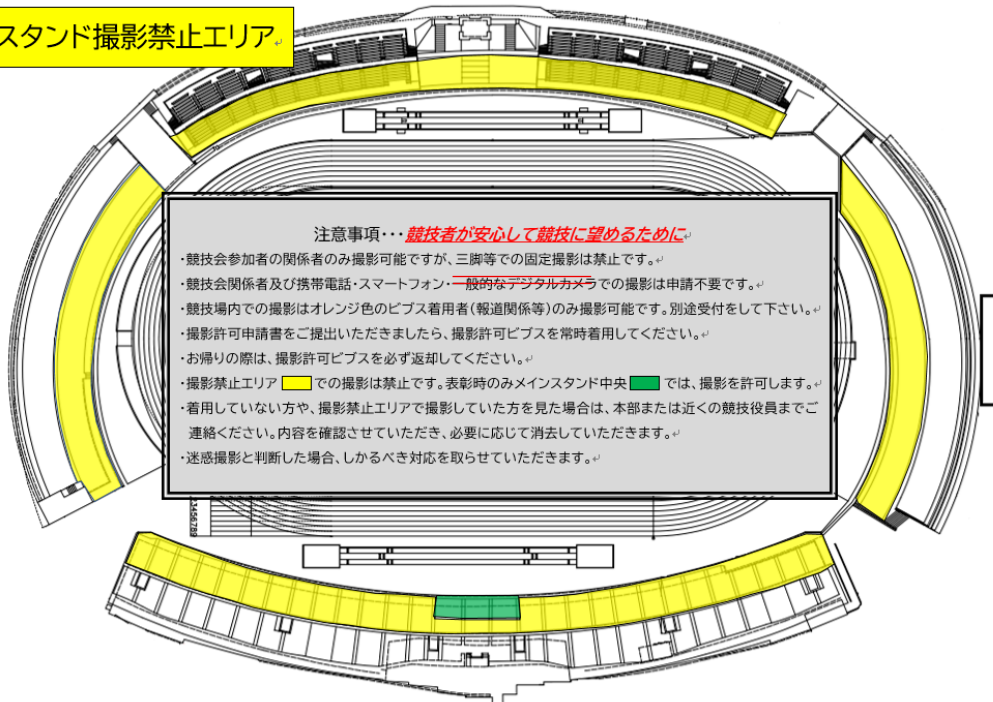 スタンド撮影禁止エリア
注意事項･･･競技者が安心して競技に望めるために
・競技会参加者の関係者のみ撮影可能ですが、三脚等での固定撮影は禁止です。
・競技会関係者及び携帯電話・スマートフォン・一般的なデジタルカメラでの撮影は申請不要です。
・競技場内での撮影はオレンジ色のビブス着用者(報道関係等)のみ撮影可能です。別途受付をして下さい。
・撮影許可申請書をご提出いただきましたら、撮影許可ビブスを常時着用してください。
・お帰りの際は、撮影許可ビブスを必ず返却してください。
・撮影禁止エリア での撮影は禁止です。表彰時のみメインスタンド中央 では、撮影を許可します。
・着用していない方や、撮影禁止エリアで撮影していた方を見た場合は、本部または近くの競技役員までご
連絡ください。内容を確認させていただき、必要に応じて消去していただきます。
・迷惑撮影と判断した場合、しかるべき対応を取らせていただきます。
23456789